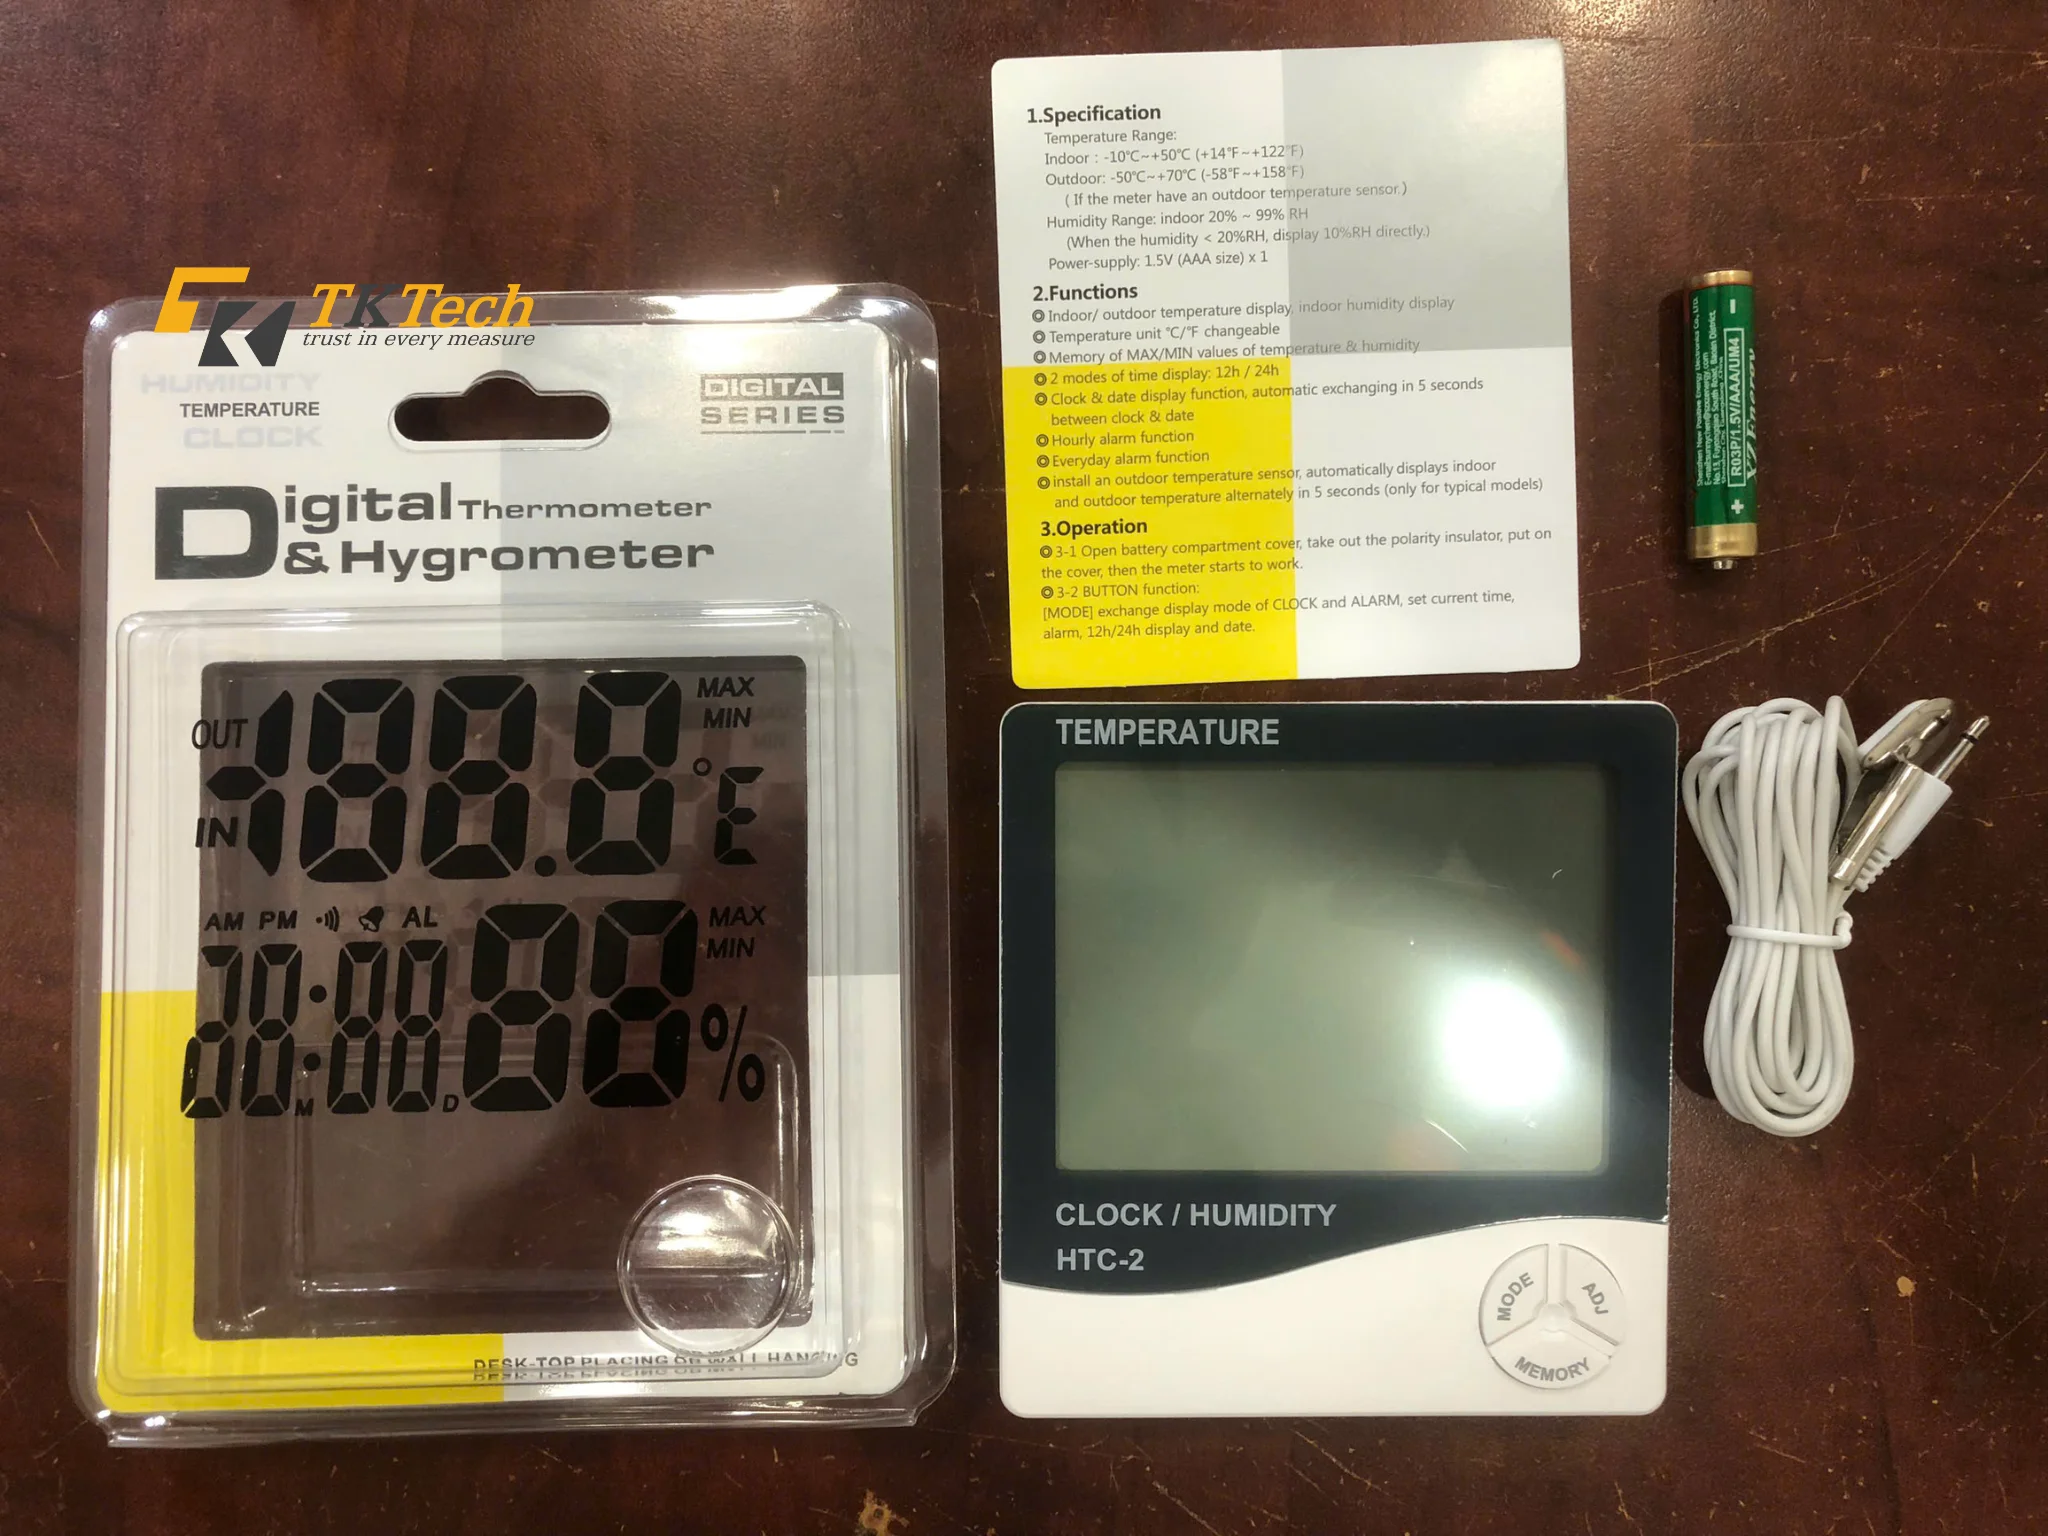 TKTech
trust in every measure
HUMIDITY
TEMPERATURE
CLOCK
DIGITAL
SERIES
Digital Thermometer
& Hygrometer
OUT
188.8
MAX
MIN
°E
IN
AM PM AL
MAX
MIN
88
%
M
D
DESK-TOP PLACING OR WALL HANGING
1.Specification
Temperature Range:
Indoor : -10℃~+50℃ (+14℉~+122℉)
Outdoor: -50℃~+70℃ (-58℉~+158℉)
( If the meter have an outdoor temperature sensor.)
Humidity Range: indoor 20% ~ 99% RH
(When the humidity < 20%RH, display 10%RH directly.)
Power-supply: 1.5V (AAA size) x 1
2.Functions
◎ Indoor/ outdoor temperature display, indoor humidity display
◎ Temperature unit ℃/℉ changeable
◎ Memory of MAX/MIN values of temperature & humidity
◎ 2 modes of time display: 12h / 24h
◎ Clock & date display function, automatic exchanging in 5 seconds
between clock & date
◎ Hourly alarm function
◎ Everyday alarm function
◎ install an outdoor temperature sensor, automatically displays indoor
and outdoor temperature alternately in 5 seconds (only for typical models)
3.Operation
◎ 3-1 Open battery compartment cover, take out the polarity insulator, put on
the cover, then the meter starts to work.
◎ 3-2 BUTTON function:
[MODE] exchange display mode of CLOCK and ALARM, set current time,
alarm, 12h/24h display and date.
TEMPERATURE
CLOCK / HUMIDITY
HTC-2
MODE
ADJ
MEMORY
Shenzhen New Positive Energy Electronics Co., Ltd
R03P/1.5V/AAA/UM4
+ -